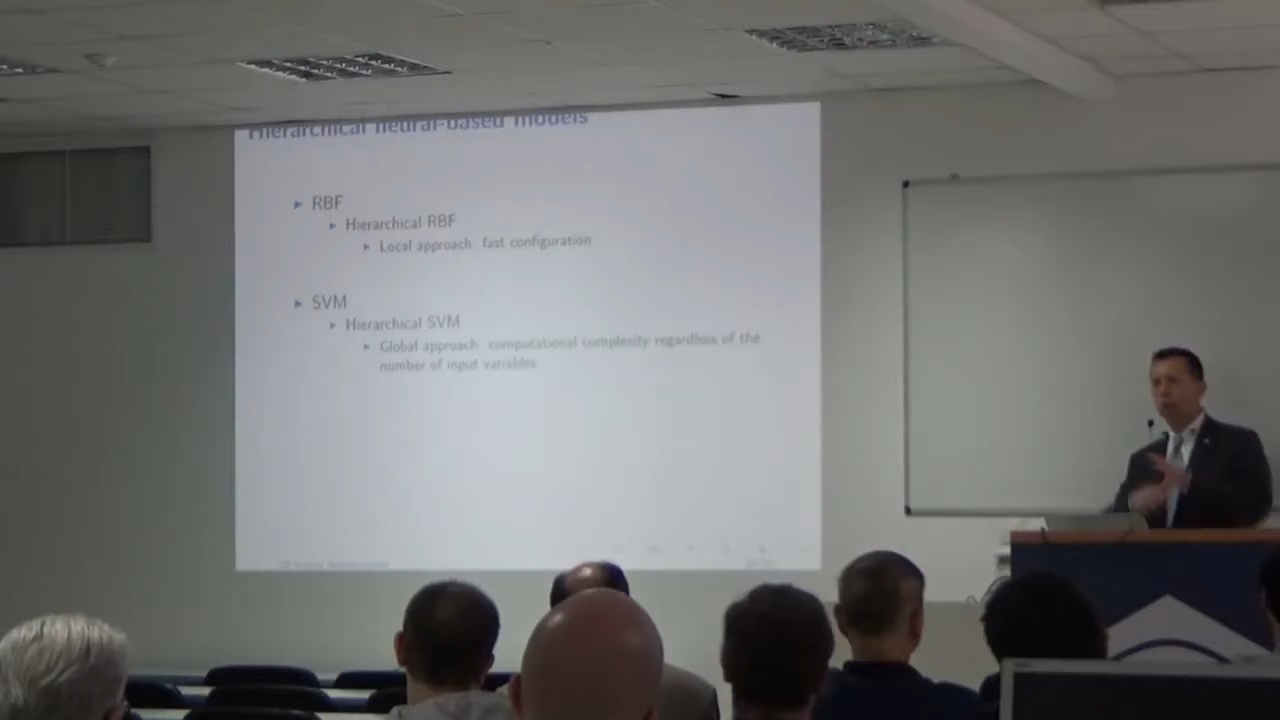 Hierarchical neural-based models
RBF
Hierarchical RBF
Local approach fast configuration
SVM
Hierarchical SVM
Global approach computational complexity regardless of the
number of input variables